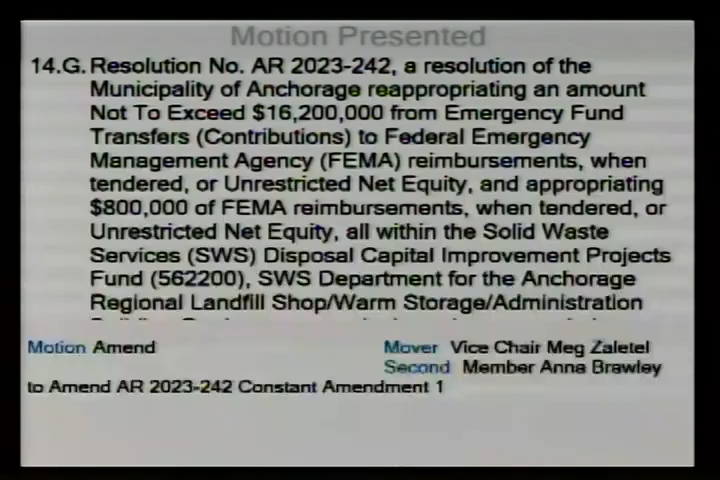 Motion Presented
14.G. Resolution No. AR 2023-242, a resolution of the
Municipality of Anchorage reappropriating an amount
Not To Exceed $16,200,000 from Emergency Fund
Transfers (Contributions) to Federal Emergency
Management Agency (FEMA) reimbursements, when
tendered, or Unrestricted Net Equity, and appropriating
$800,000 of FEMA reimbursements, when tendered, or
Unrestricted Net Equity, all within the Solid Waste
Services (SWS) Disposal Capital Improvement Projects
Fund (562200), SWS Department for the Anchorage
Regional Landfill Shop/Warm Storage/Administration
Motion Amend
Mover Vice Chair Meg Zaletel
Second Member Anna Brawley
to Amend AR 2023-242 Constant Amendment 1